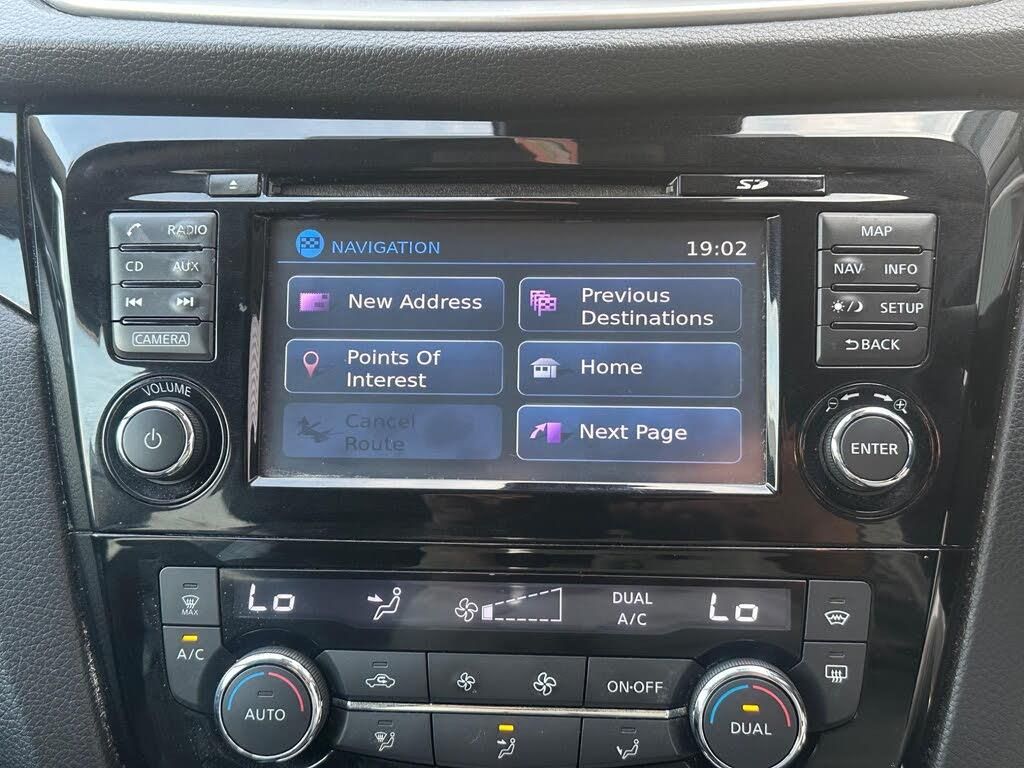 SD
RADIO
CD AUX
CAMERA
VOLUME
NAVIGATION 19:02
New Address
Previous
Destinations
Points Of
Interest
Home
Cancel
Route
Next Page
MAP
NAV INFO
SETUP
BACK
ENTER
MAX
Lo
DUAL
A/C
Lo
A/C
AUTO
ON·OFF
DUAL